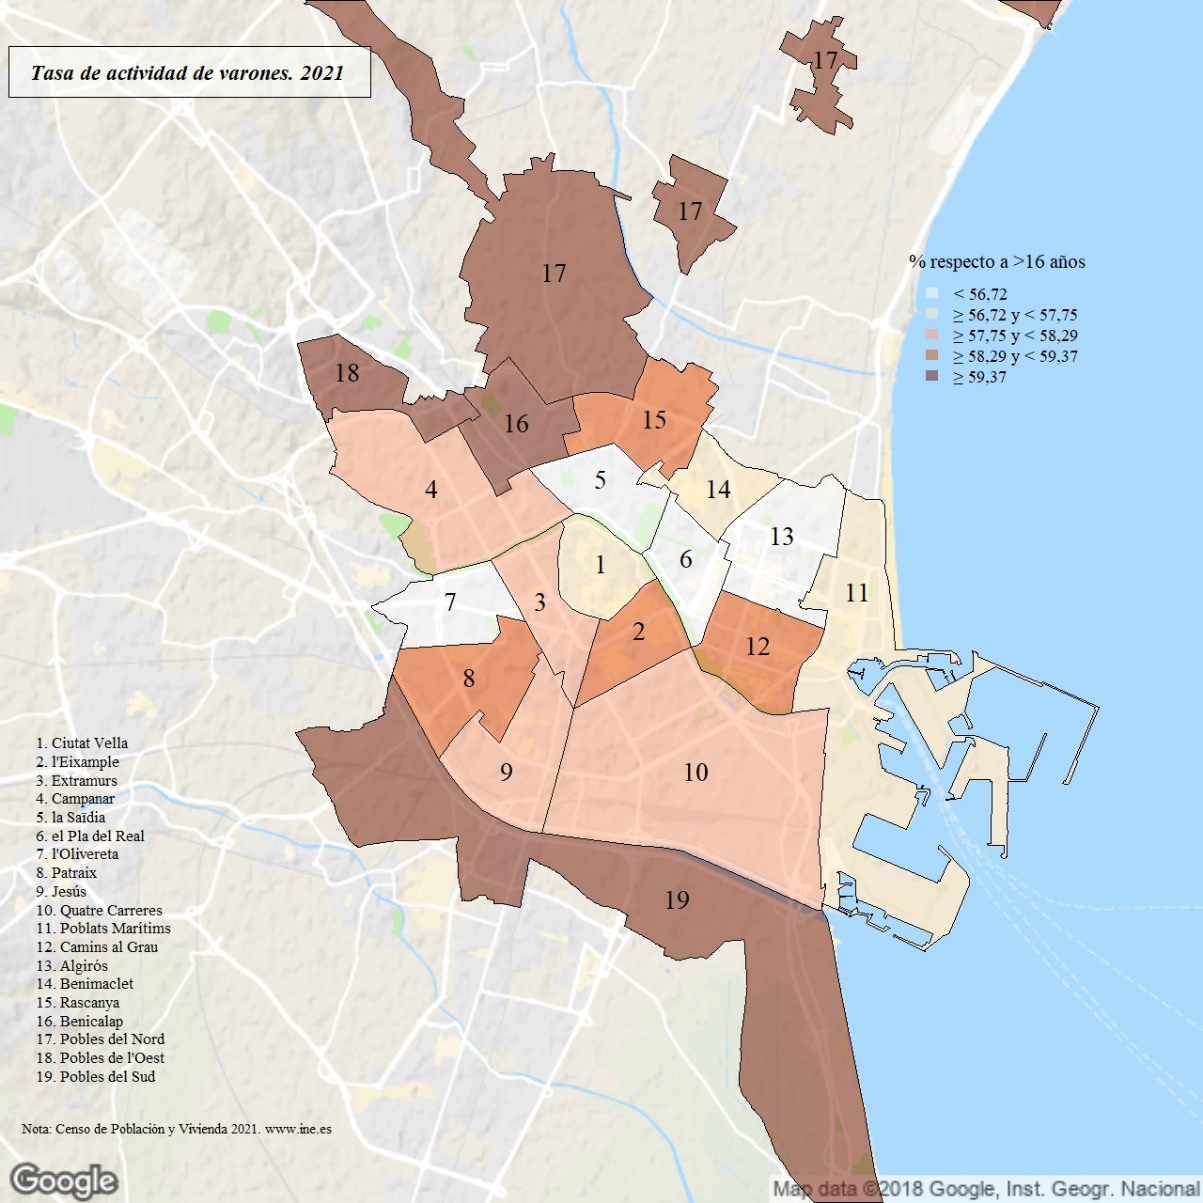 Tasa de actividad de varones. 2021
17
17
17
% respecto a >16 años
< 56,72
≥ 56,72 y < 57,75
≥ 57,75 y < 58,29
≥ 58,29 y < 59,37
≥ 59,37
18
16
15
5
4
14
13
6
1
11
7
3
2
12
8
9
10
19
1. Ciutat Vella
2. l'Eixample
3. Extramurs
4. Campanar
5. la Saïdia
6. el Pla del Real
7. l'Olivereta
8. Patraix
9. Jesús
10. Quatre Carreres
11. Poblats Marítims
12. Camins al Grau
13. Algirós
14. Benimaclet
15. Rascanya
16. Benicalap
17. Pobles del Nord
18. Pobles de l'Oest
19. Pobles del Sud
Nota: Censo de Población y Vivienda 2021. www.ine.es
Google
Map data ©2018 Google, Inst. Geogr. Nacional